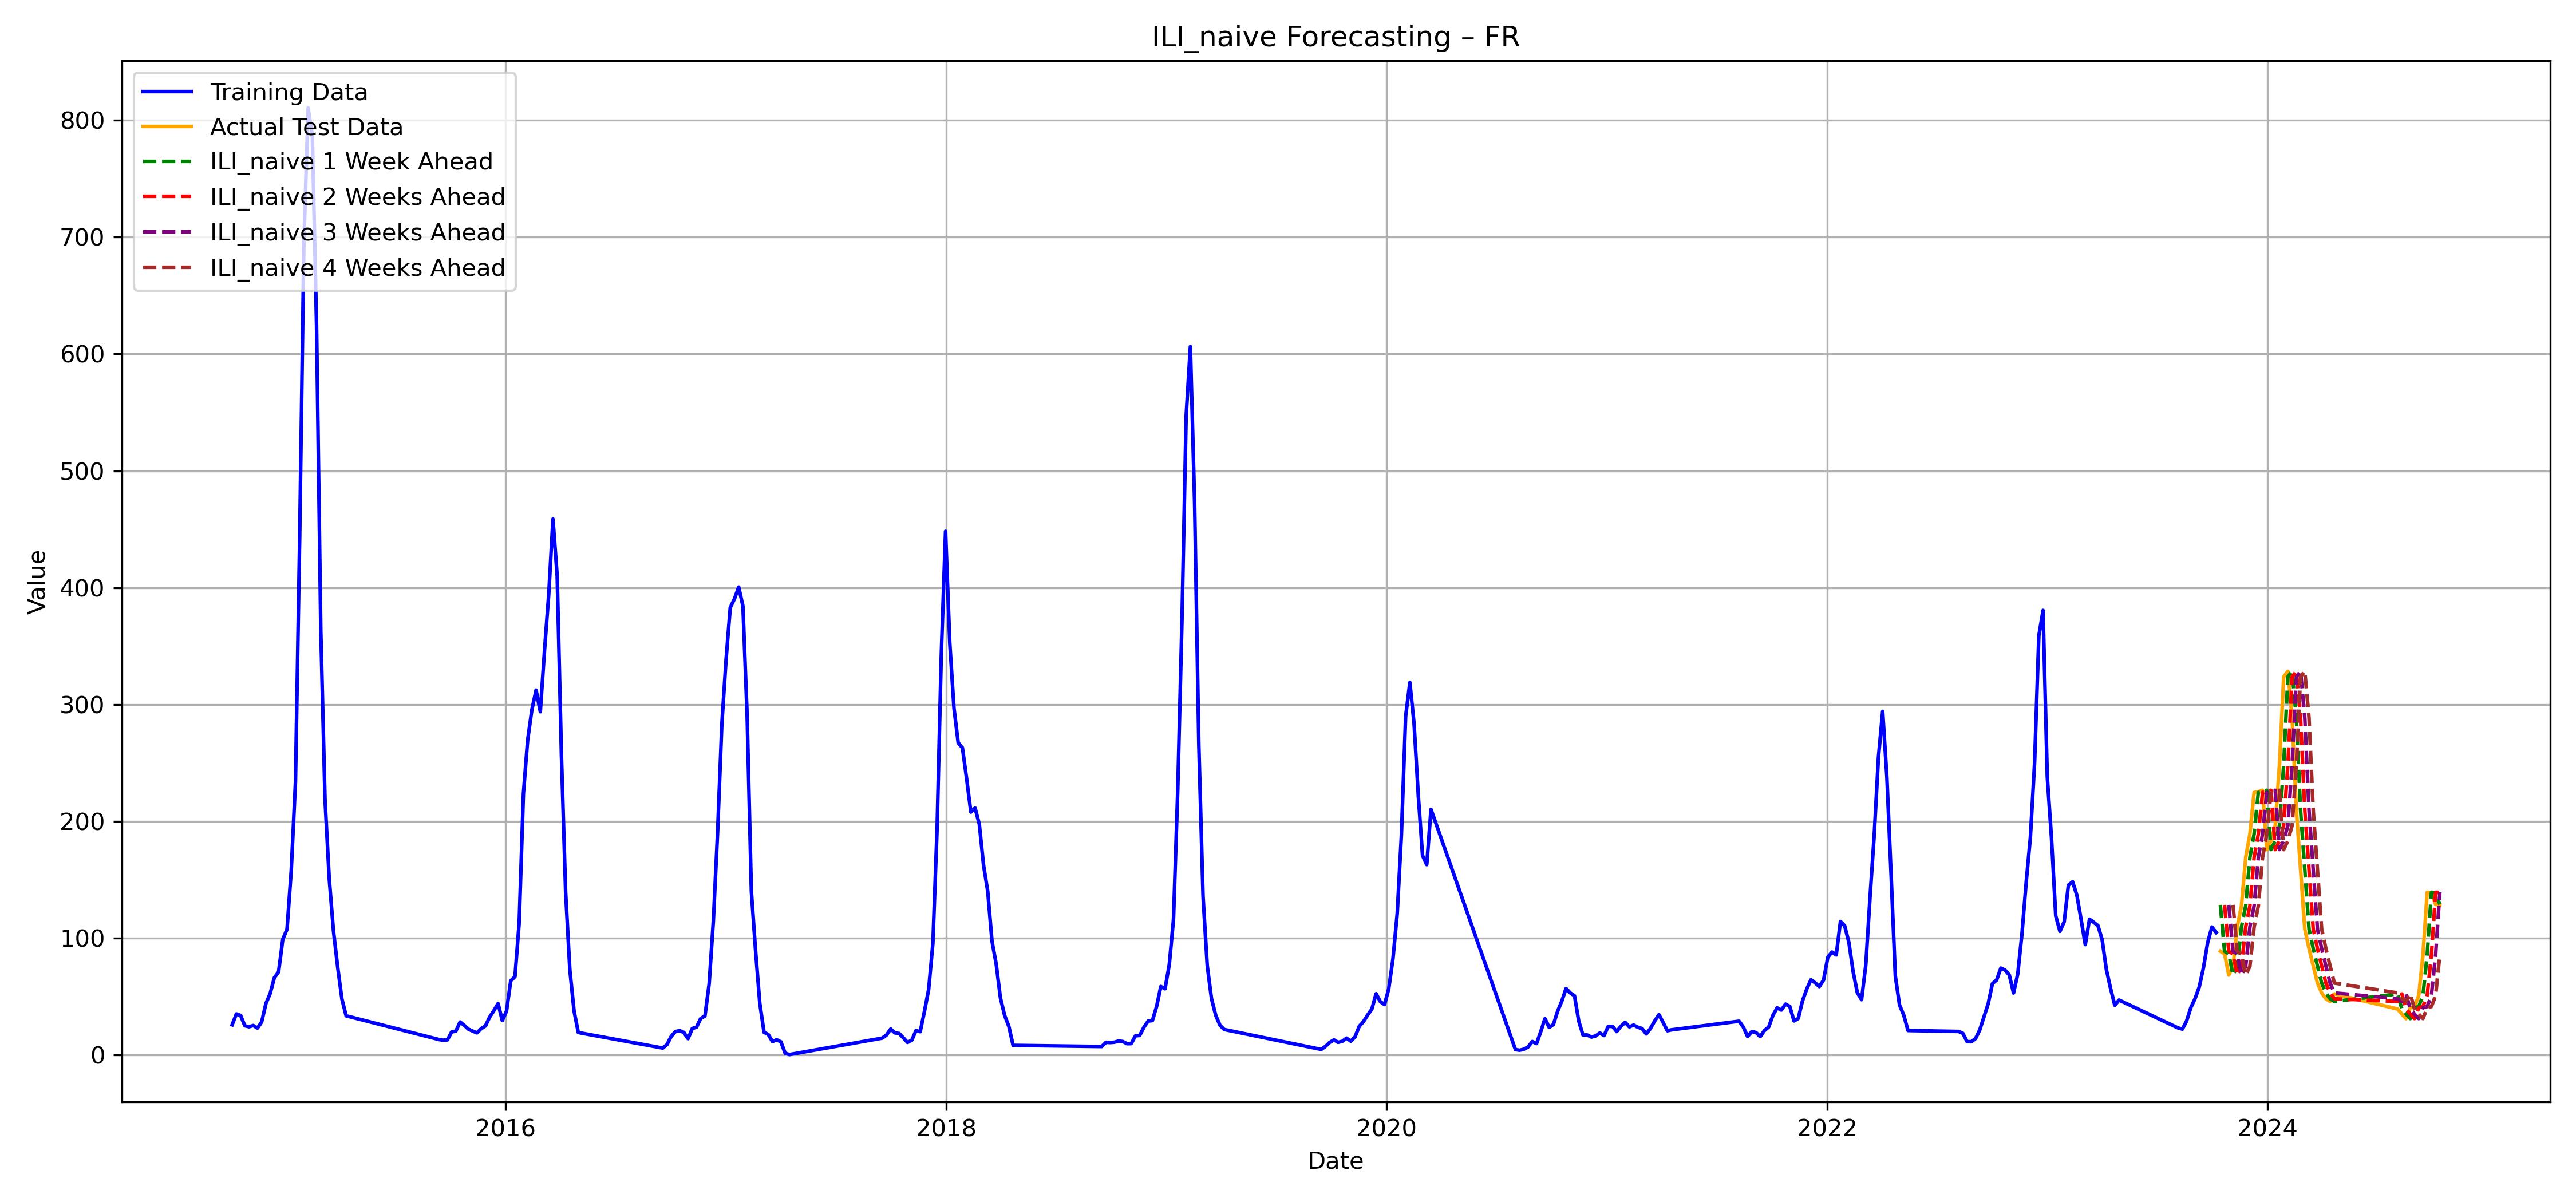 ILI_naive Forecasting – FR
Training Data
Actual Test Data
ILI_naive 1 Week Ahead
ILI_naive 2 Weeks Ahead
ILI_naive 3 Weeks Ahead
ILI_naive 4 Weeks Ahead
800
700
600
500
400
300
200
100
0
Value
2016
2018
2020
2022
2024
Date